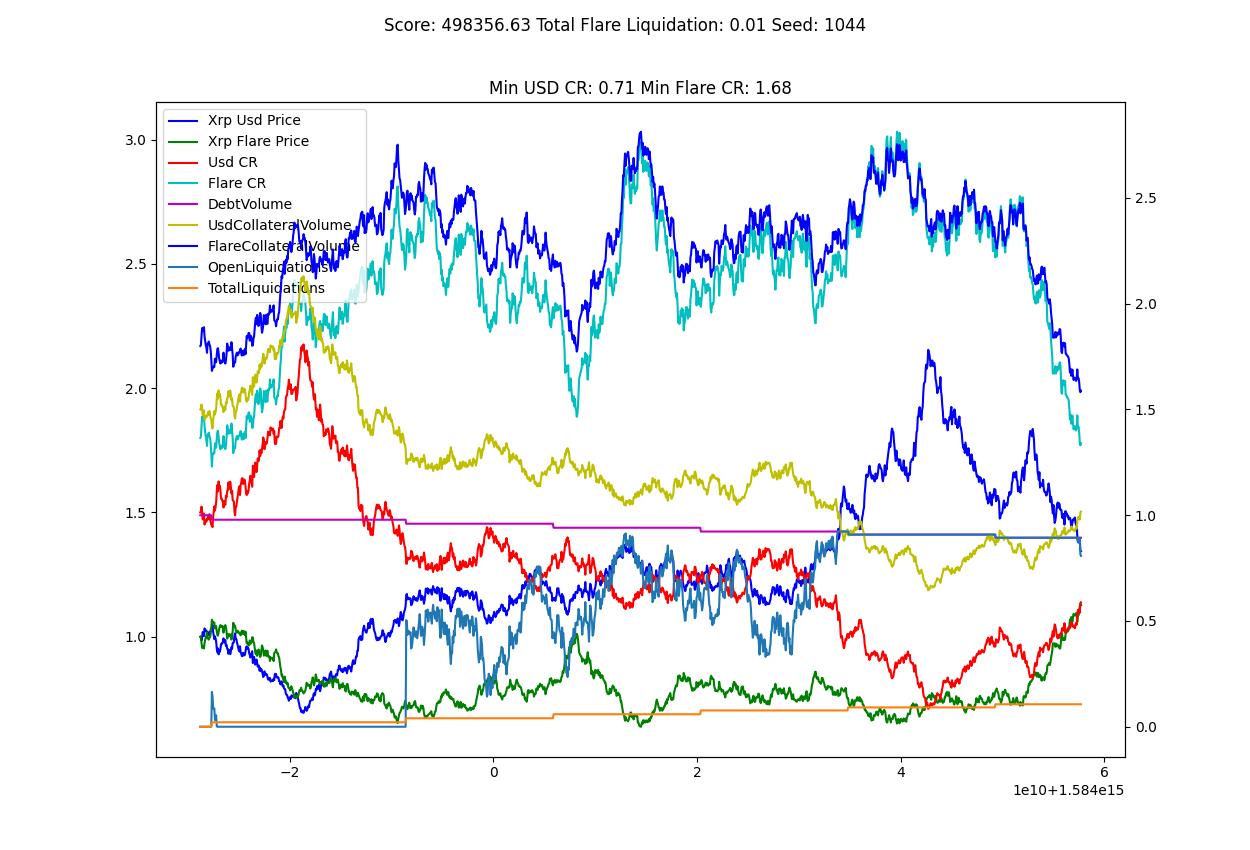 Score: 498356.63 Total Flare Liquidation: 0.01 Seed: 1044
Min USD CR: 0.71 Min Flare CR: 1.68
Xrp Usd Price
Xrp Flare Price
Usd CR
Flare CR
DebtVolume
UsdCollateralVolume
FlareCollateralVolume
OpenLiquidations
TotalLiquidations
3.0
2.5
2.0
1.5
1.0
2.5
2.0
1.5
1.0
0.5
0.0
−2
0
2
4
6
1e10+1.584e15